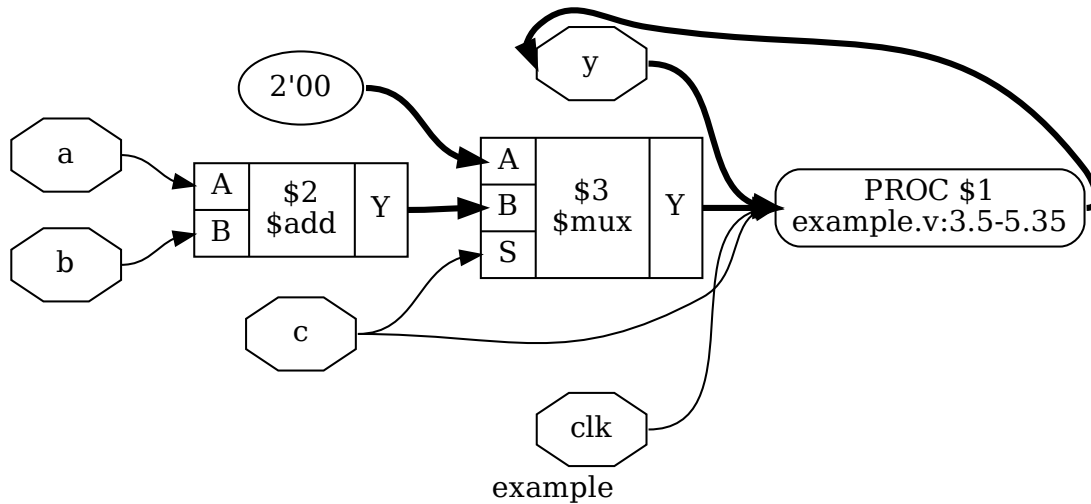 y
2'00
a
A
B
$2
$add
Y
b
A
B
S
$3
$mux
Y
PROC $1
example.v:3.5-5.35
c
clk
example